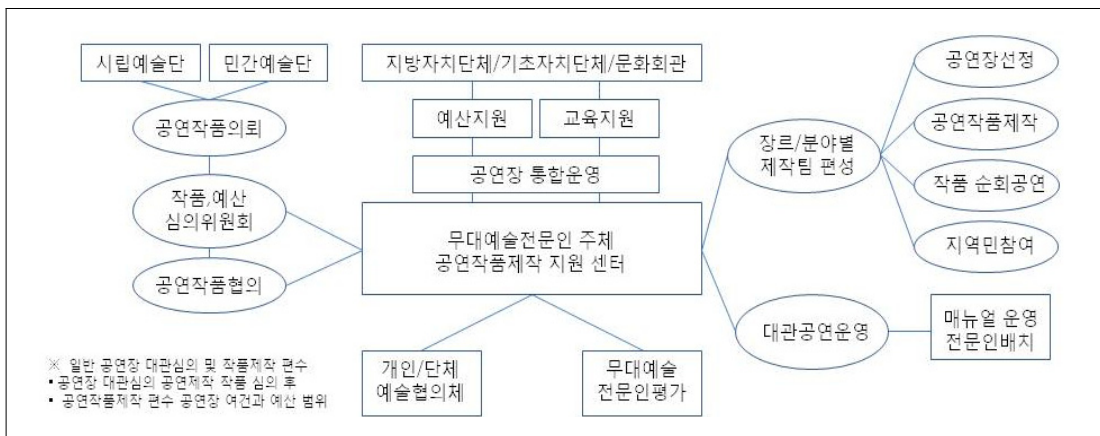 시립예술단
민간예술단
공연작품의뢰
작품,예산
심의위원회
공연작품협의
지방자치단체/기초자치단체/문화회관
예산지원
교육지원
공연장 통합운영
무대예술전문인 주체
공연작품제작 지원 센터
개인/단체
예술협의체
무대예술
전문인평가
장르/분야별
제작팀 편성
공연장선정
공연작품제작
작품 순회공연
지역민참여
대관공연운영
매뉴얼 운영
전문인배치
※ 일반 공연장 대관심의 및 작품제작 편수
▪공연장 대관심의 공연제작 작품 심의 후
▪ 공연작품제작 편수 공연장 여건과 예산 범위